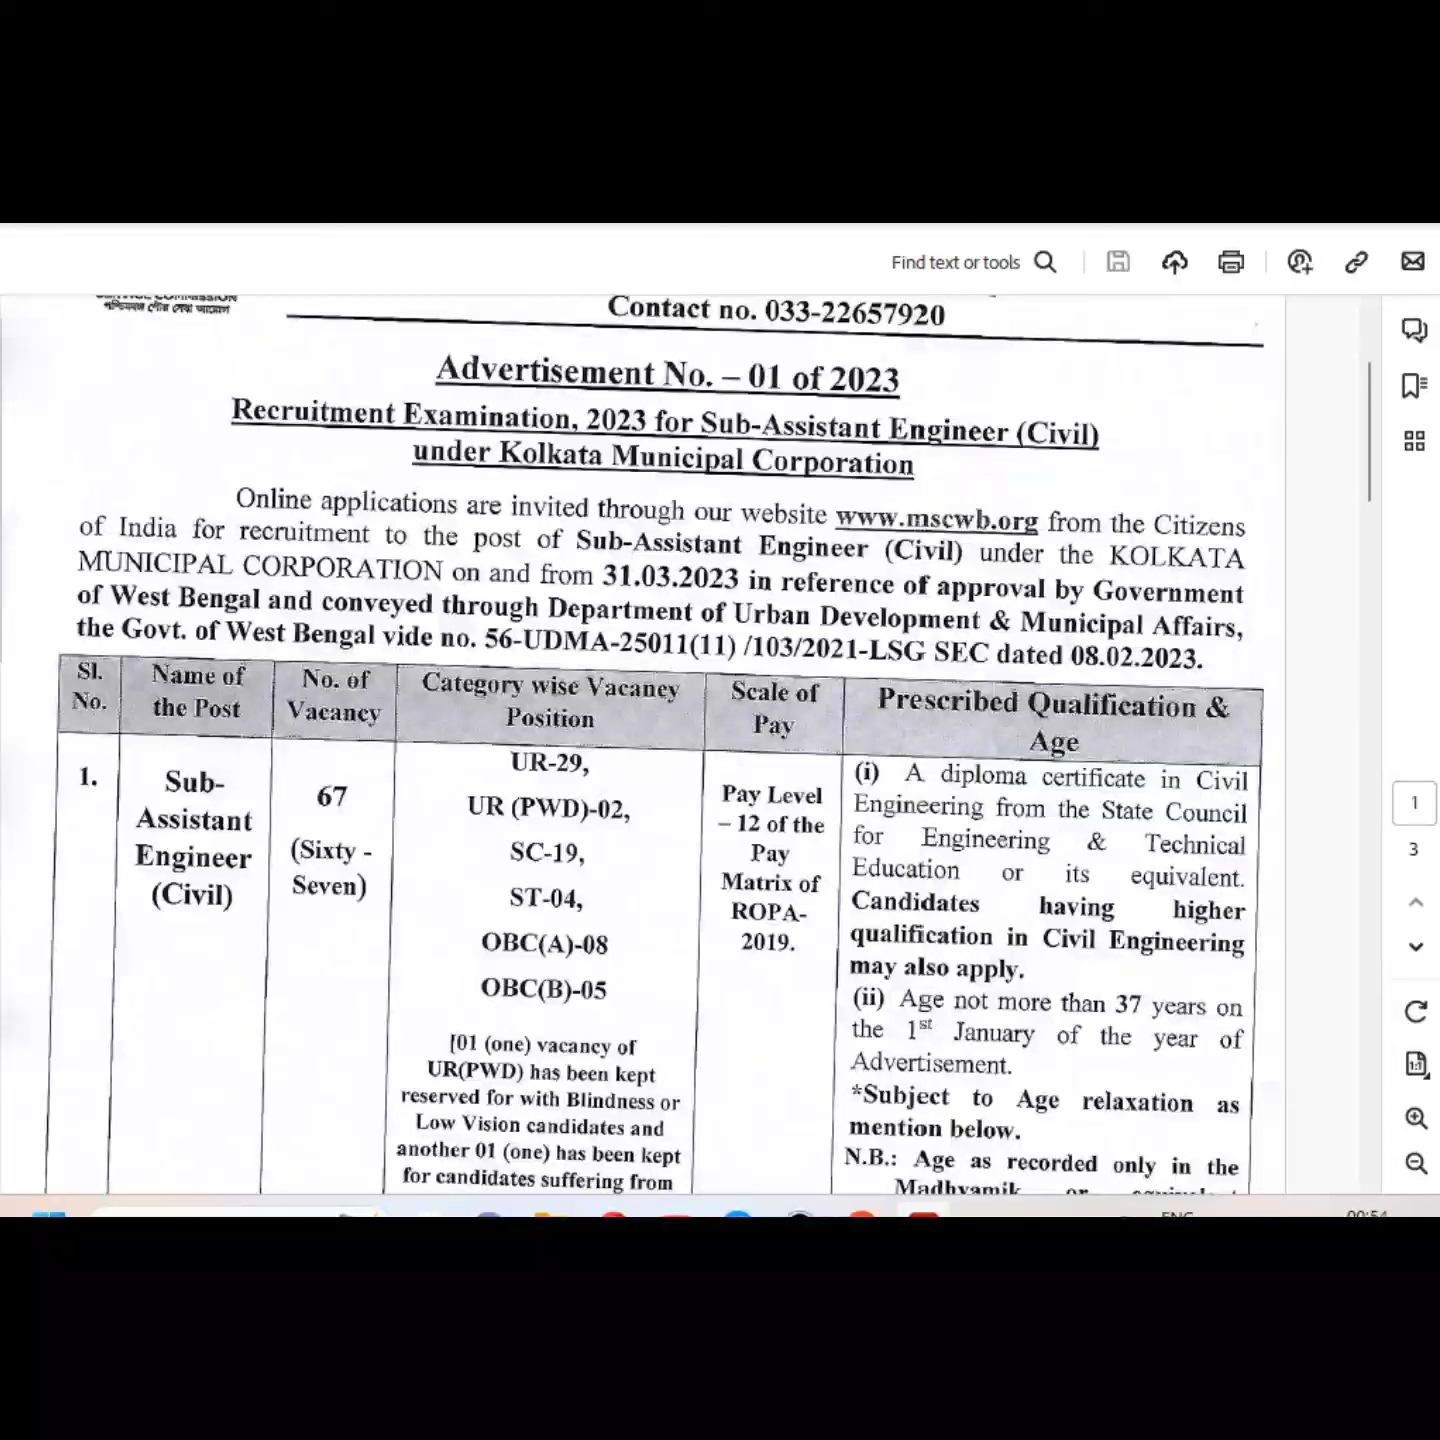 Find text or tools
পশ্চিমবঙ্গ পৌর সেবা আয়োগ
Contact no. 033-22657920
Advertisement No. – 01 of 2023
Recruitment Examination, 2023 for Sub-Assistant Engineer (Civil)
under Kolkata Municipal Corporation
Online applications are invited through our website www.mscwb.org from the Citizens
of India for recruitment to the post of Sub-Assistant Engineer (Civil) under the KOLKATA
MUNICIPAL CORPORATION on and from 31.03.2023 in reference of approval by Government
of West Bengal and conveyed through Department of Urban Development & Municipal Affairs,
the Govt. of West Bengal vide no. 56-UDMA-25011(11) /103/2021-LSG SEC dated 08.02.2023.
Sl.
No.
Name of
the Post
No. of
Vacancy
Category wise Vacancy
Position
Scale of
Pay
Prescribed Qualification &
Age
1.
Sub-
Assistant
Engineer
(Civil)
67
(Sixty -
Seven)
UR-29,
UR (PWD)-02,
SC-19,
ST-04,
OBC(A)-08
OBC(B)-05
[01 (one) vacancy of
UR(PWD) has been kept
reserved for with Blindness or
Low Vision candidates and
another 01 (one) has been kept
for candidates suffering from
Pay Level
– 12 of the
Pay
Matrix of
ROPA-
2019.
(i) A diploma certificate in Civil
Engineering from the State Council
for Engineering & Technical
Education or its equivalent.
Candidates having higher
qualification in Civil Engineering
may also apply.
(ii) Age not more than 37 years on
the 1st January of the year of
Advertisement.
*Subject to Age relaxation as
mention below.
N.B.: Age as recorded only in the
Madhyamik or equivalent
1
3
1:1
ENG
00:54